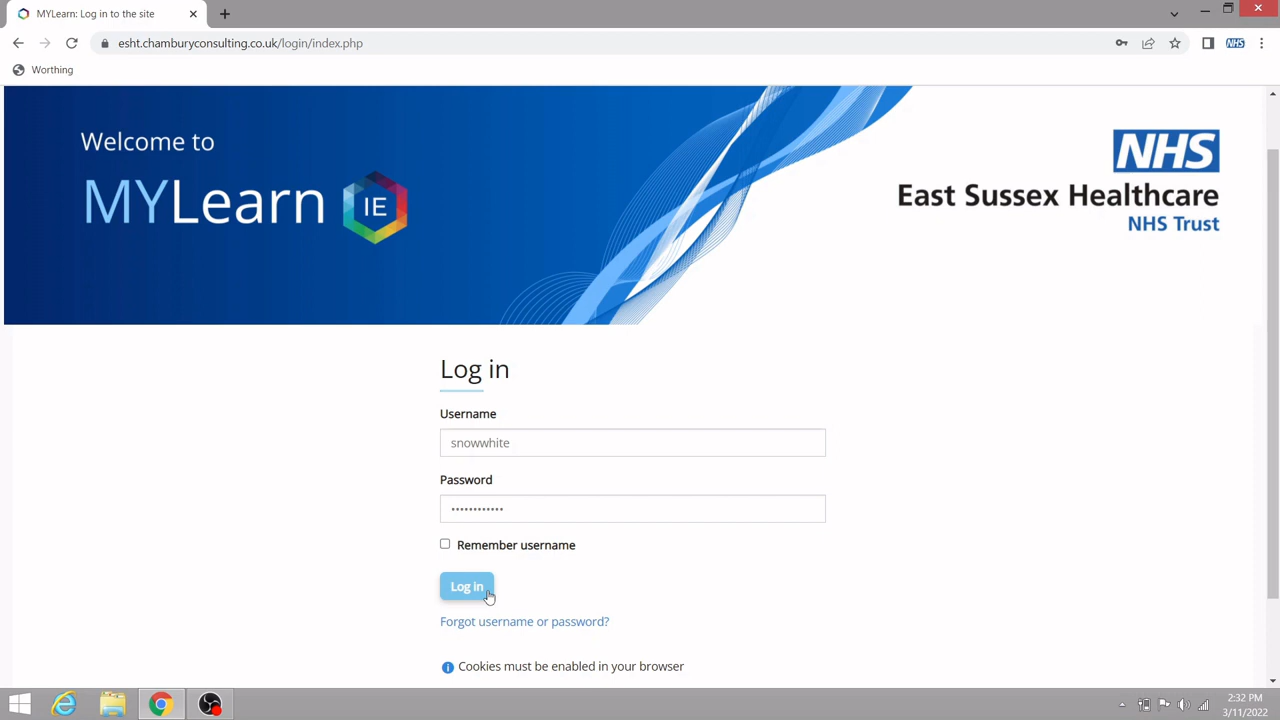 MYLearn: Log in to the site
esht.chamburyconsulting.co.uk/login/index.php
NHS
Worthing
Welcome to
MYLearn IE
NHS
East Sussex Healthcare
NHS Trust
Log in
Username
snowwhite
Password
••••••••••••
Remember username
Log in
Forgot username or password?
Cookies must be enabled in your browser
2:32 PM
3/11/2022